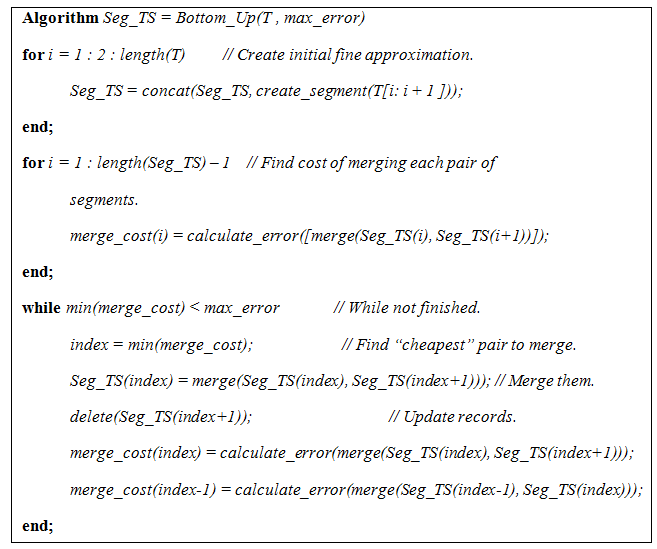 Algorithm Seg_TS = Bottom_Up(T , max_error)
for i = 1 : 2 : length(T) // Create initial fine approximation.
Seg_TS = concat(Seg_TS, create_segment(T[i: i + 1 ]));
end;
for i = 1 : length(Seg_TS) – 1 // Find cost of merging each pair of
segments.
merge_cost(i) = calculate_error([merge(Seg_TS(i), Seg_TS(i+1))]);
end;
while min(merge_cost) < max_error // While not finished.
index = min(merge_cost); // Find “cheapest” pair to merge.
Seg_TS(index) = merge(Seg_TS(index), Seg_TS(index+1))); // Merge them.
delete(Seg_TS(index+1)); // Update records.
merge_cost(index) = calculate_error(merge(Seg_TS(index), Seg_TS(index+1)));
merge_cost(index-1) = calculate_error(merge(Seg_TS(index-1), Seg_TS(index)));
end;